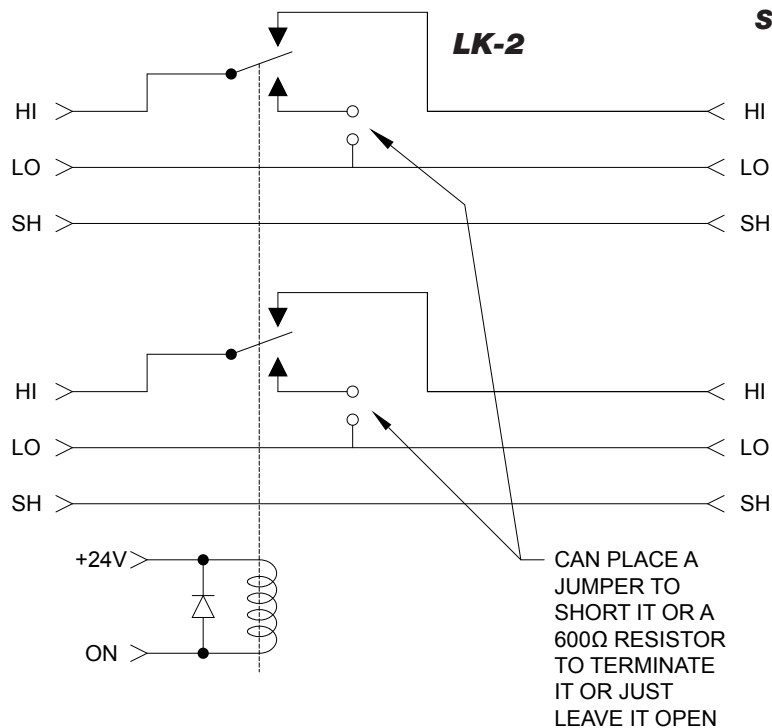 S
LK-2
HI HI
LO LO
SH SH
HI HI
LO LO
SH SH
+24V
ON
CAN PLACE A
JUMPER TO
SHORT IT OR A
600Ω RESISTOR
TO TERMINATE
IT OR JUST
LEAVE IT OPEN